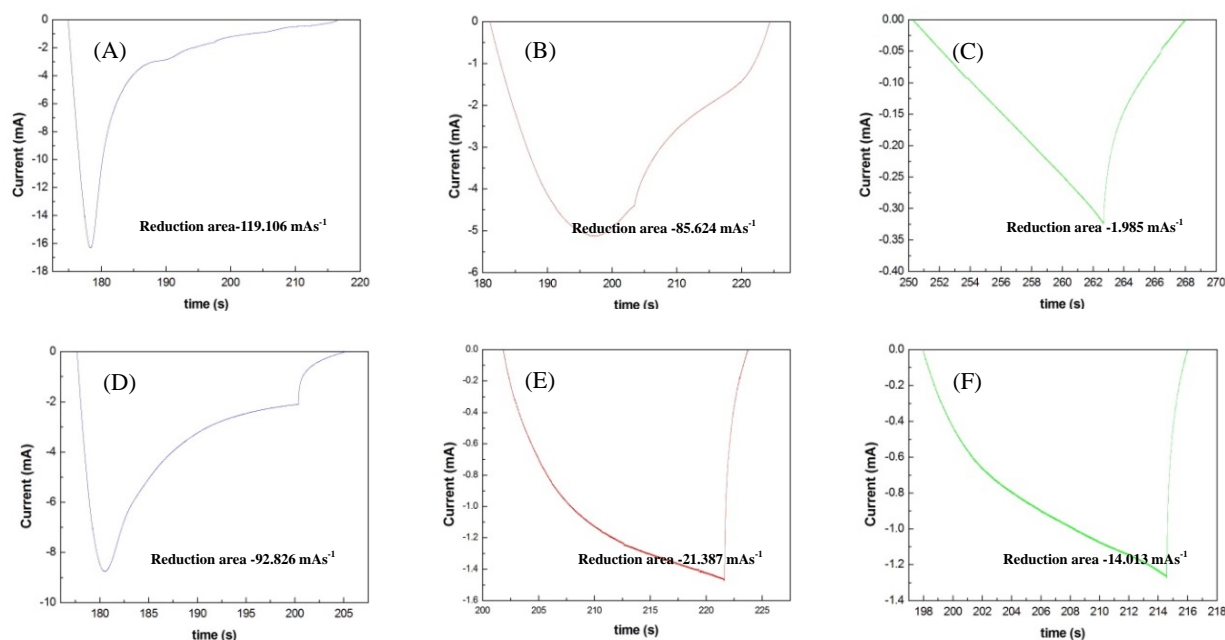 (A)
Current (mA)
0
-2
-4
-6
-8
-10
-12
-14
-16
-18
Reduction area-119.106 mAs-1
180 190 200 210 220
time (s)
(B)
Current (mA)
0
-1
-2
-3
-4
-5
-6
Reduction area -85.624 mAs-1
180 190 200 210 220
time (s)
(C)
Current (mA)
0.00
-0.05
-0.10
-0.15
-0.20
-0.25
-0.30
-0.35
-0.40
Reduction area -1.985 mAs-1
250 252 254 256 258 260 262 264 266 268 270
time (s)
(D)
Current (mA)
0
-2
-4
-6
-8
-10
Reduction area -92.826 mAs-1
180 185 190 195 200 205
time (s)
(E)
Current (mA)
0.0
-0.2
-0.4
-0.6
-0.8
-1.0
-1.2
-1.4
-1.6
Reduction area -21.387 mAs-1
200 205 210 215 220 225
time (s)
(F)
Current (mA)
0.0
-0.2
-0.4
-0.6
-0.8
-1.0
-1.2
-1.4
-1.6
Reduction area -14.013 mAs-1
198 200 202 204 206 208 210 212 214 216 218
time (s)